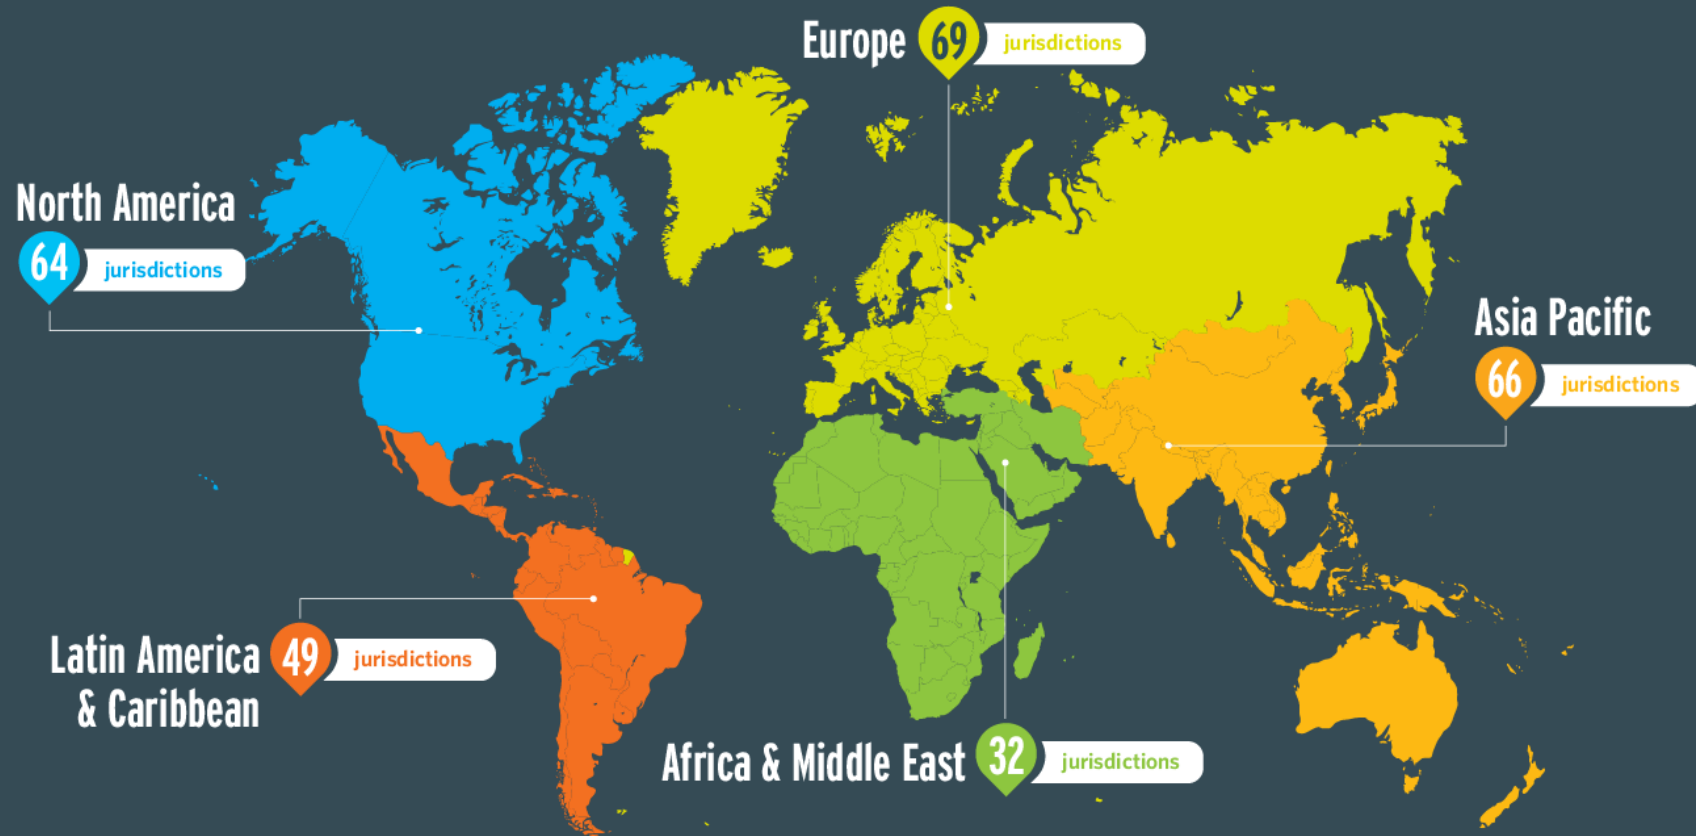 Europe 69 jurisdictions
North America
64 jurisdictions
Asia Pacific
66 jurisdictions
Latin America 49 jurisdictions
& Caribbean
Africa & Middle East 32 jurisdictions